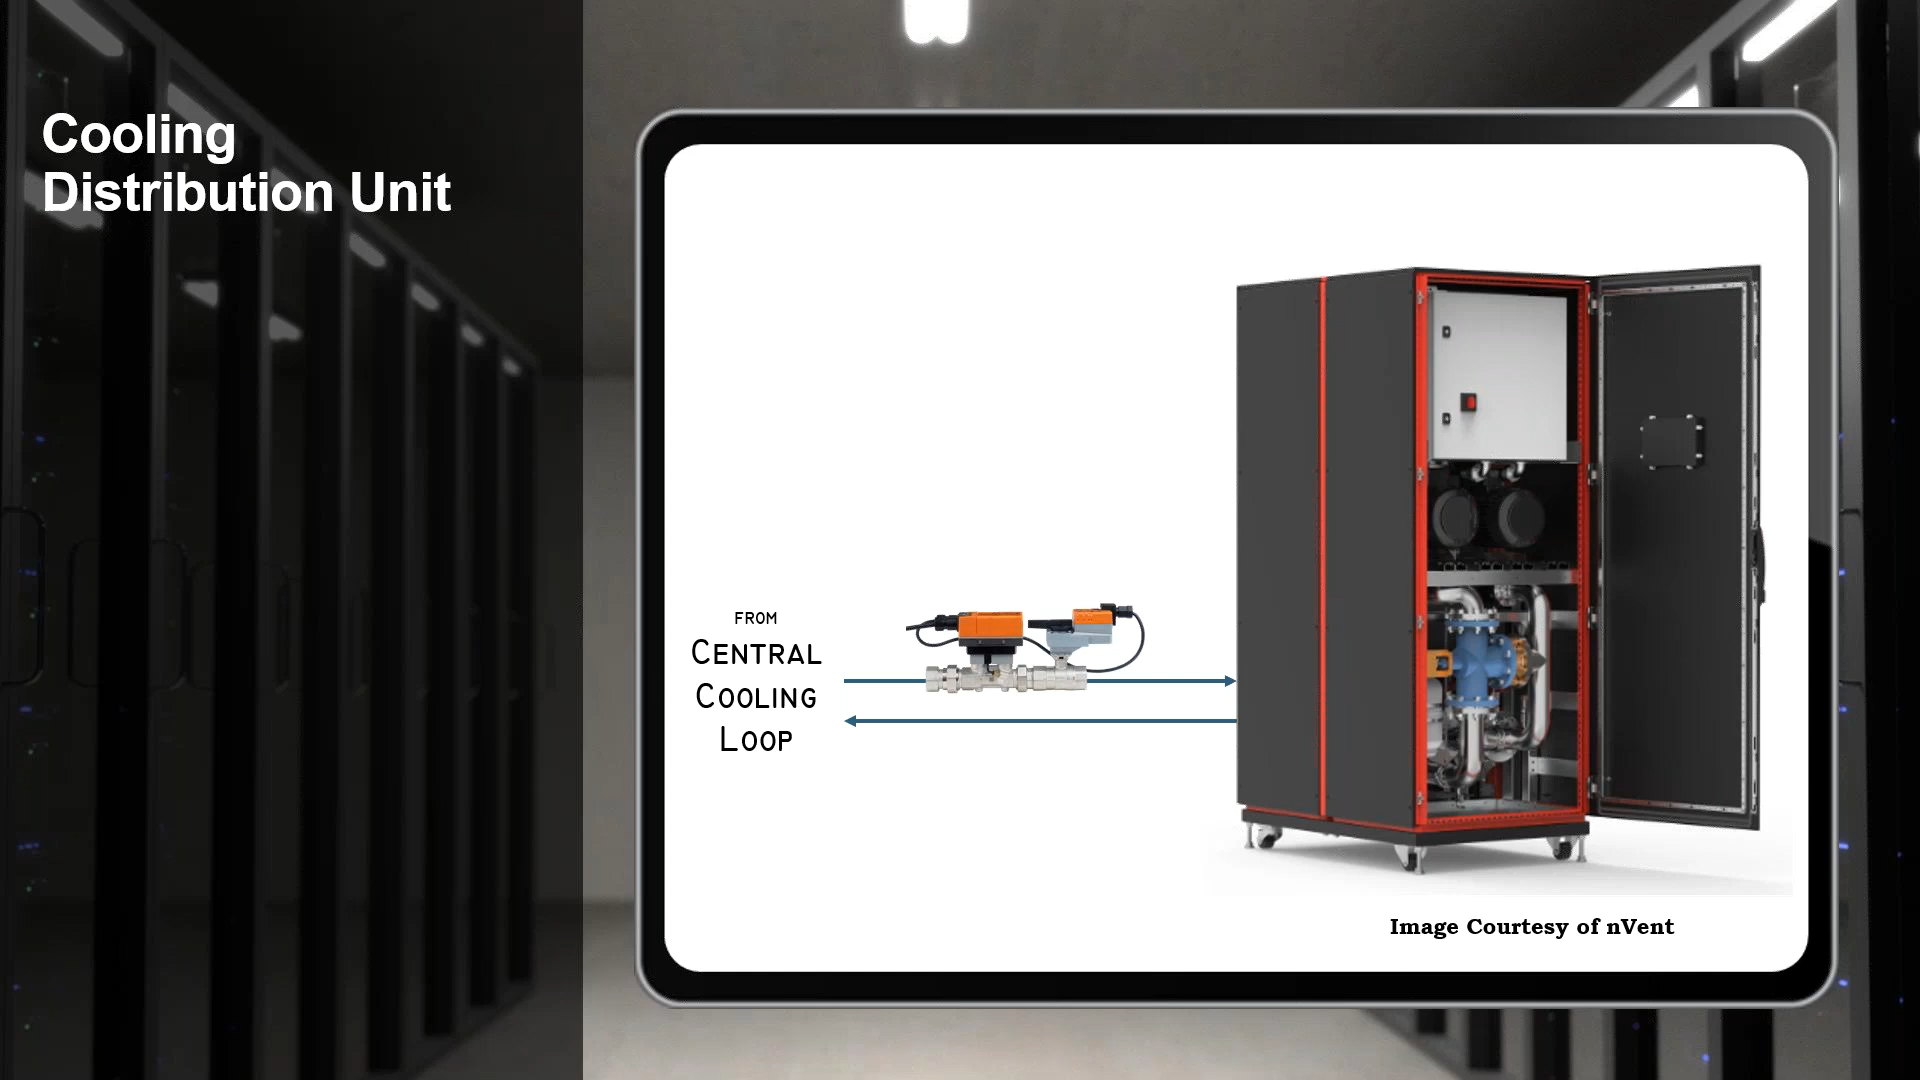 Cooling
Distribution Unit
FROM
CENTRAL
COOLING
LOOP
Image Courtesy of nVent